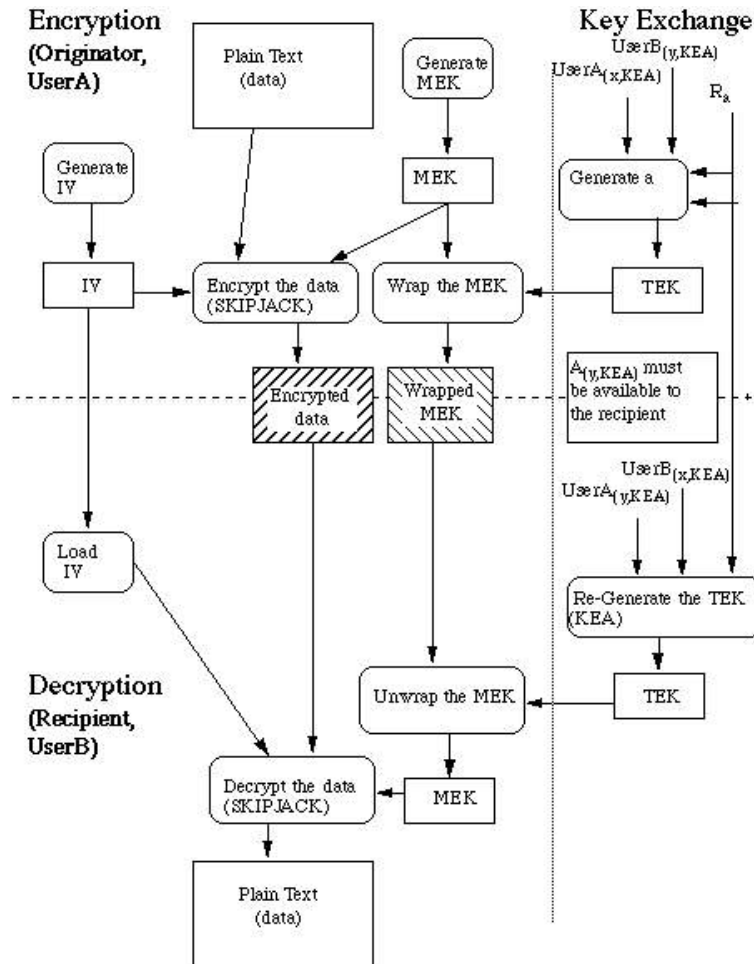 Encryption
(Originator,
UserA)
Plain Text
(data)
Generate
MEK
Key Exchange
UserB(y,KEA)
UserA(x,KEA)
Ra
Generate
IV
MEK
Generate a
IV
Encrypt the data
(SKIPJACK)
Wrap the MEK
TEK
Encrypted
data
Wrapped
MEK
A(y,KEA) must
be available to
the recipient
UserB(x,KEA)
UserA(y,KEA)
Load
IV
Re-Generate the TEK
(KEA)
Decryption
(Recipient,
UserB)
Unwrap the MEK
TEK
Decrypt the data
(SKIPJACK)
MEK
Plain Text
(data)